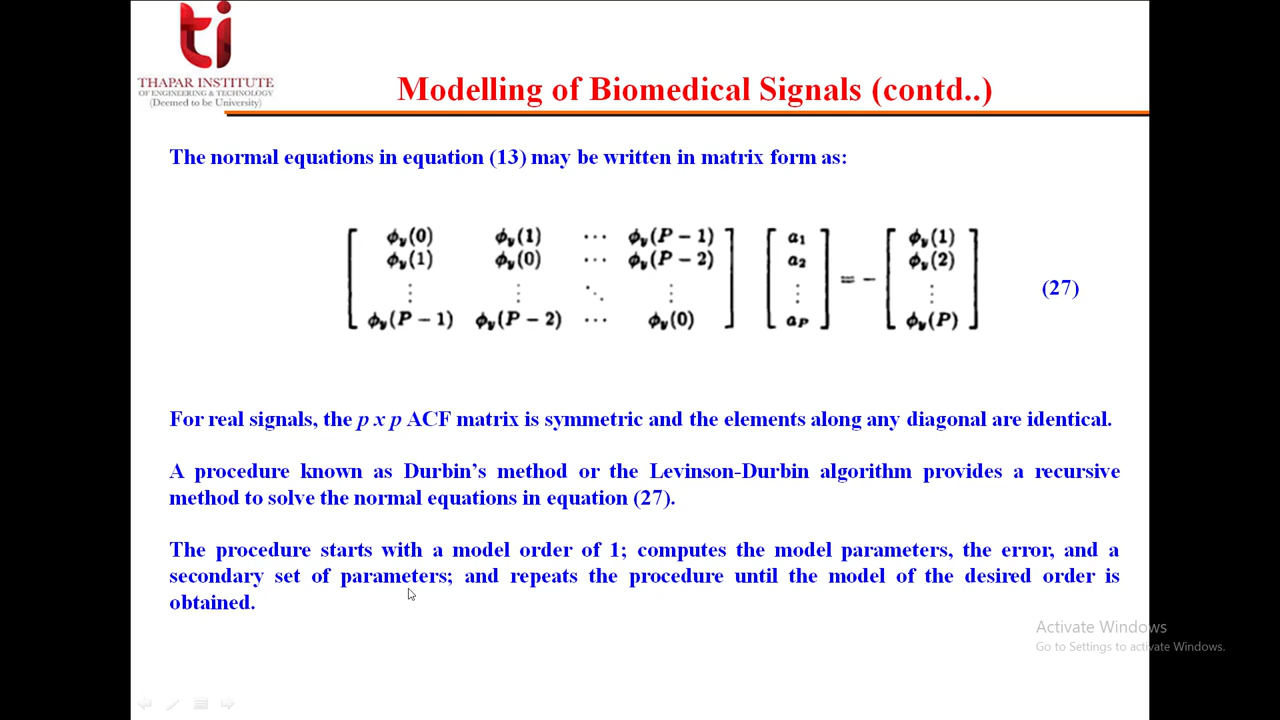 ti
THAPAR INSTITUTE
OF ENGINEERING & TECHNOLOGY
(Deemed to be University)
Modelling of Biomedical Signals (contd..)
The normal equations in equation (13) may be written in matrix form as:
ϕy(0) ϕy(1) ⋯ ϕy(P − 1) a1 ϕy(1)
ϕy(1) ϕy(0) ⋯ ϕy(P − 2) a2 ϕy(2)
⋮ ⋮ ⋱ ⋮ ⋮ = − ⋮ (27)
ϕy(P − 1) ϕy(P − 2) ⋯ ϕy(0) aP ϕy(P)
For real signals, the p x p ACF matrix is symmetric and the elements along any diagonal are identical.
A procedure known as Durbin’s method or the Levinson-Durbin algorithm provides a recursive
method to solve the normal equations in equation (27).
The procedure starts with a model order of 1; computes the model parameters, the error, and a
secondary set of parameters; and repeats the procedure until the model of the desired order is
obtained.
Activate Windows
Go to Settings to activate Windows.